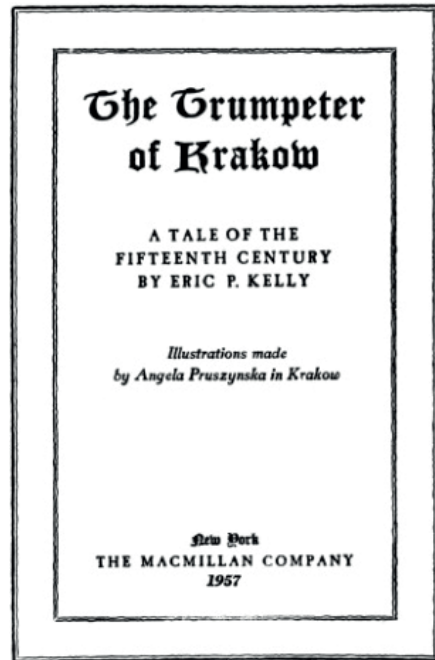 The Trumpeter
of Krakow
A TALE OF THE
FIFTEENTH CENTURY
BY ERIC P. KELLY
Illustrations made
by Angela Pruszynska in Krakow
New York
THE MACMILLAN COMPANY
1957